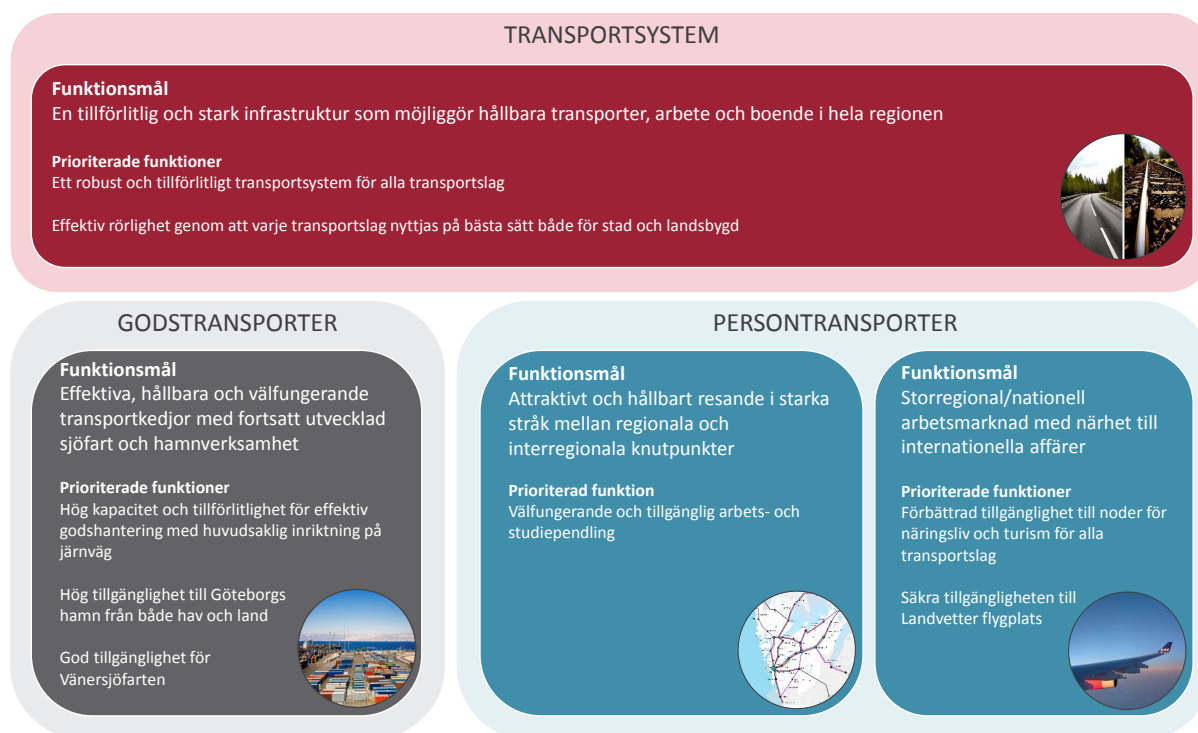 TRANSPORTSYSTEM
Funktionsmål
En tillförlitlig och stark infrastruktur som möjliggör hållbara transporter, arbete och boende i hela regionen
Prioriterade funktioner
Ett robust och tillförlitligt transportsystem för alla transportslag
Effektiv rörlighet genom att varje transportslag nyttjas på bästa sätt både för stad och landsbygd
GODSTRANSPORTER
Funktionsmål
Effektiva, hållbara och välfungerande
transportkedjor med fortsatt utvecklad
sjöfart och hamnverksamhet
Prioriterade funktioner
Hög kapacitet och tillförlitlighet för effektiv
godshantering med huvudsaklig inriktning på
järnväg
Hög tillgänglighet till Göteborgs
hamn från både hav och land
God tillgänglighet för
Vänersjöfarten
PERSONTRANSPORTER
Funktionsmål
Attraktivt och hållbart resande i starka
stråk mellan regionala och
interregionala knutpunkter
Prioriterad funktion
Välfungerande och tillgänglig arbets- och
studiependling
Funktionsmål
Storregional/nationell
arbetsmarknad med närhet till
internationella affärer
Prioriterade funktioner
Förbättrad tillgänglighet till noder för
näringsliv och turism för alla
transportslag
Säkra tillgängligheten till
Landvetter flygplats